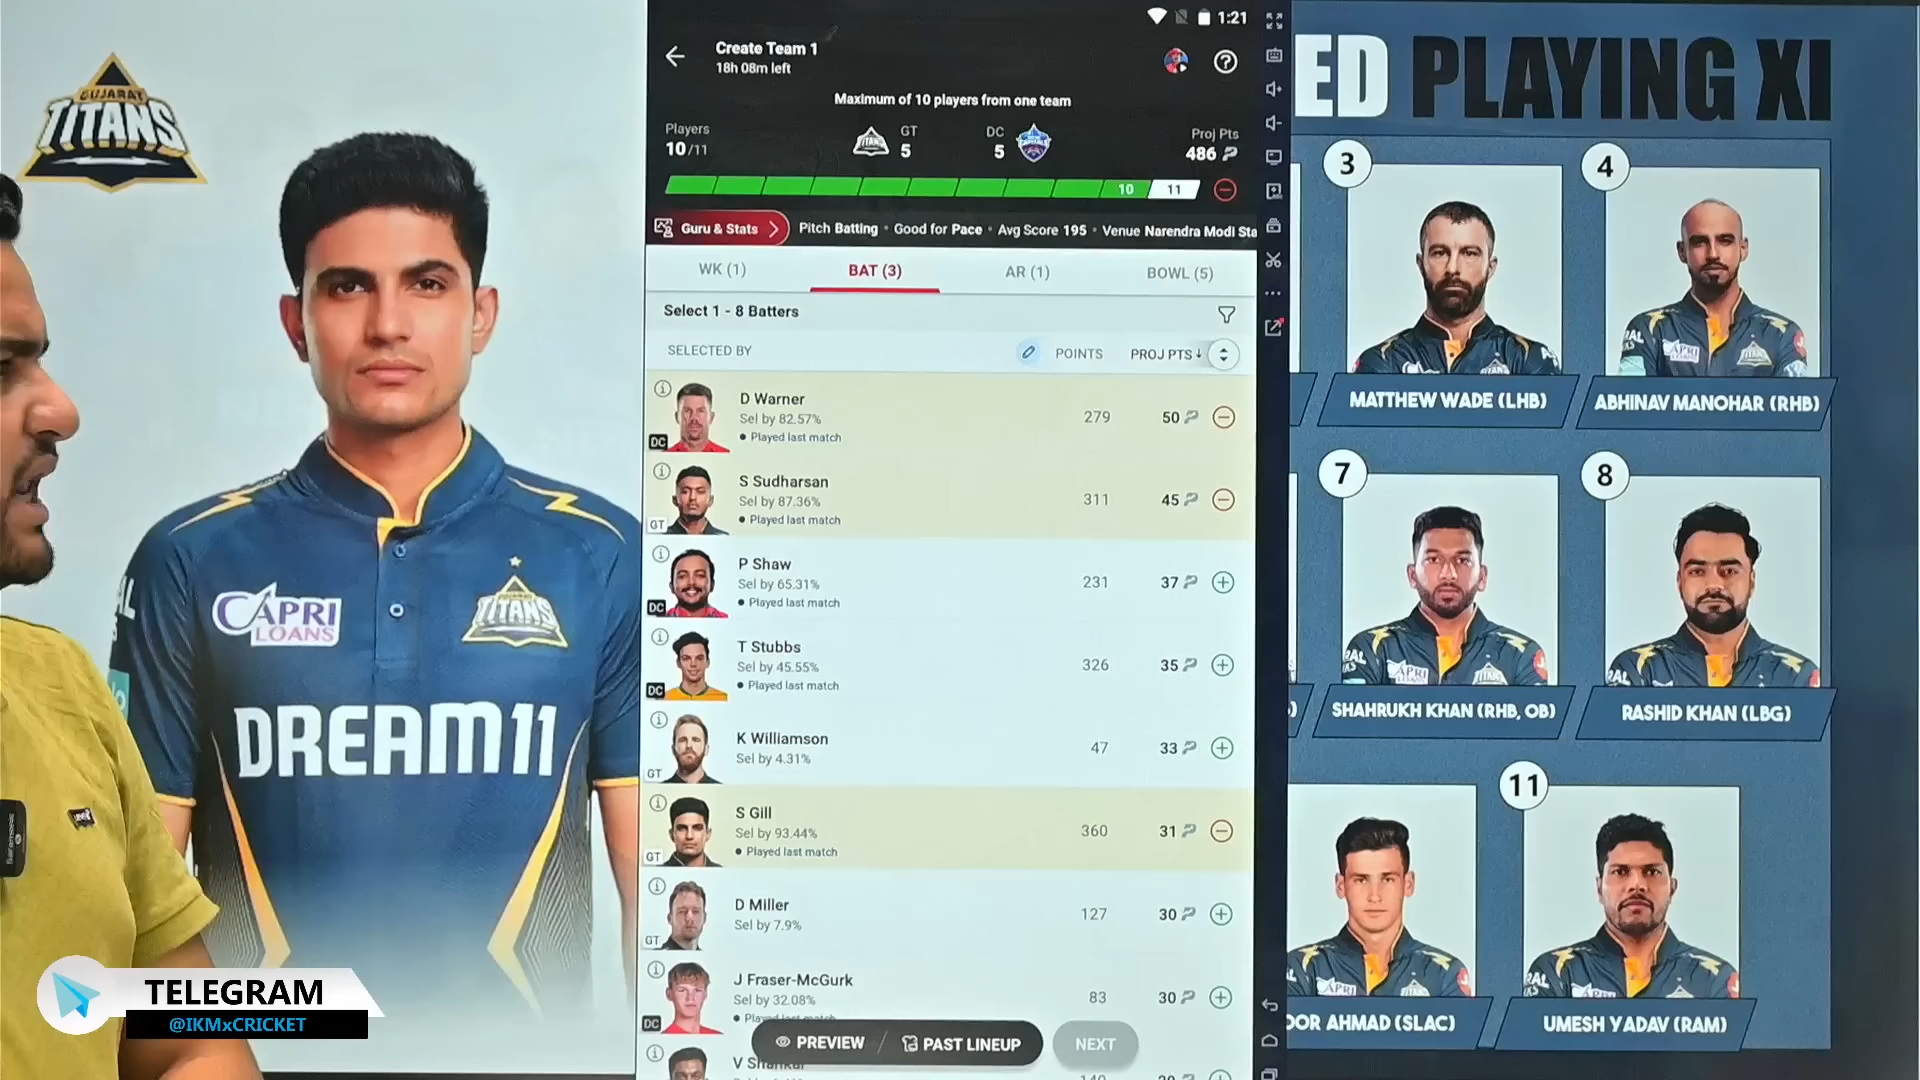 GUJARAT
TITANS
CAPRI
LOANS
TITANS
DREAM11
TELEGRAM
@IKMxCRICKET
1:21
Create Team 1
18h 08m left
Maximum of 10 players from one team
Players
10/11
GT
5
DC
5
Proj Pts
486
10
11
Guru & Stats
Pitch Batting • Good for Pace • Avg Score 195 • Venue Narendra Modi Sta
WK (1)
BAT (3)
AR (1)
BOWL (5)
Select 1 - 8 Batters
SELECTED BY
POINTS
PROJ PTS
D Warner
Sel by 82.57%
Played last match
DC
279
50
S Sudharsan
Sel by 87.36%
Played last match
GT
311
45
P Shaw
Sel by 65.31%
Played last match
DC
231
37
T Stubbs
Sel by 45.55%
Played last match
DC
326
35
K Williamson
Sel by 4.31%
GT
47
33
S Gill
Sel by 93.44%
Played last match
GT
360
31
D Miller
Sel by 7.9%
GT
127
30
J Fraser-McGurk
Sel by 32.08%
DC
83
30
PREVIEW
PAST LINEUP
NEXT
ED PLAYING XI
3
MATTHEW WADE (LHB)
4
ABHINAV MANOHAR (RHB)
7
SHAHRUKH KHAN (RHB, OB)
8
RASHID KHAN (LBG)
OOR AHMAD (SLAC)
11
UMESH YADAV (RAM)